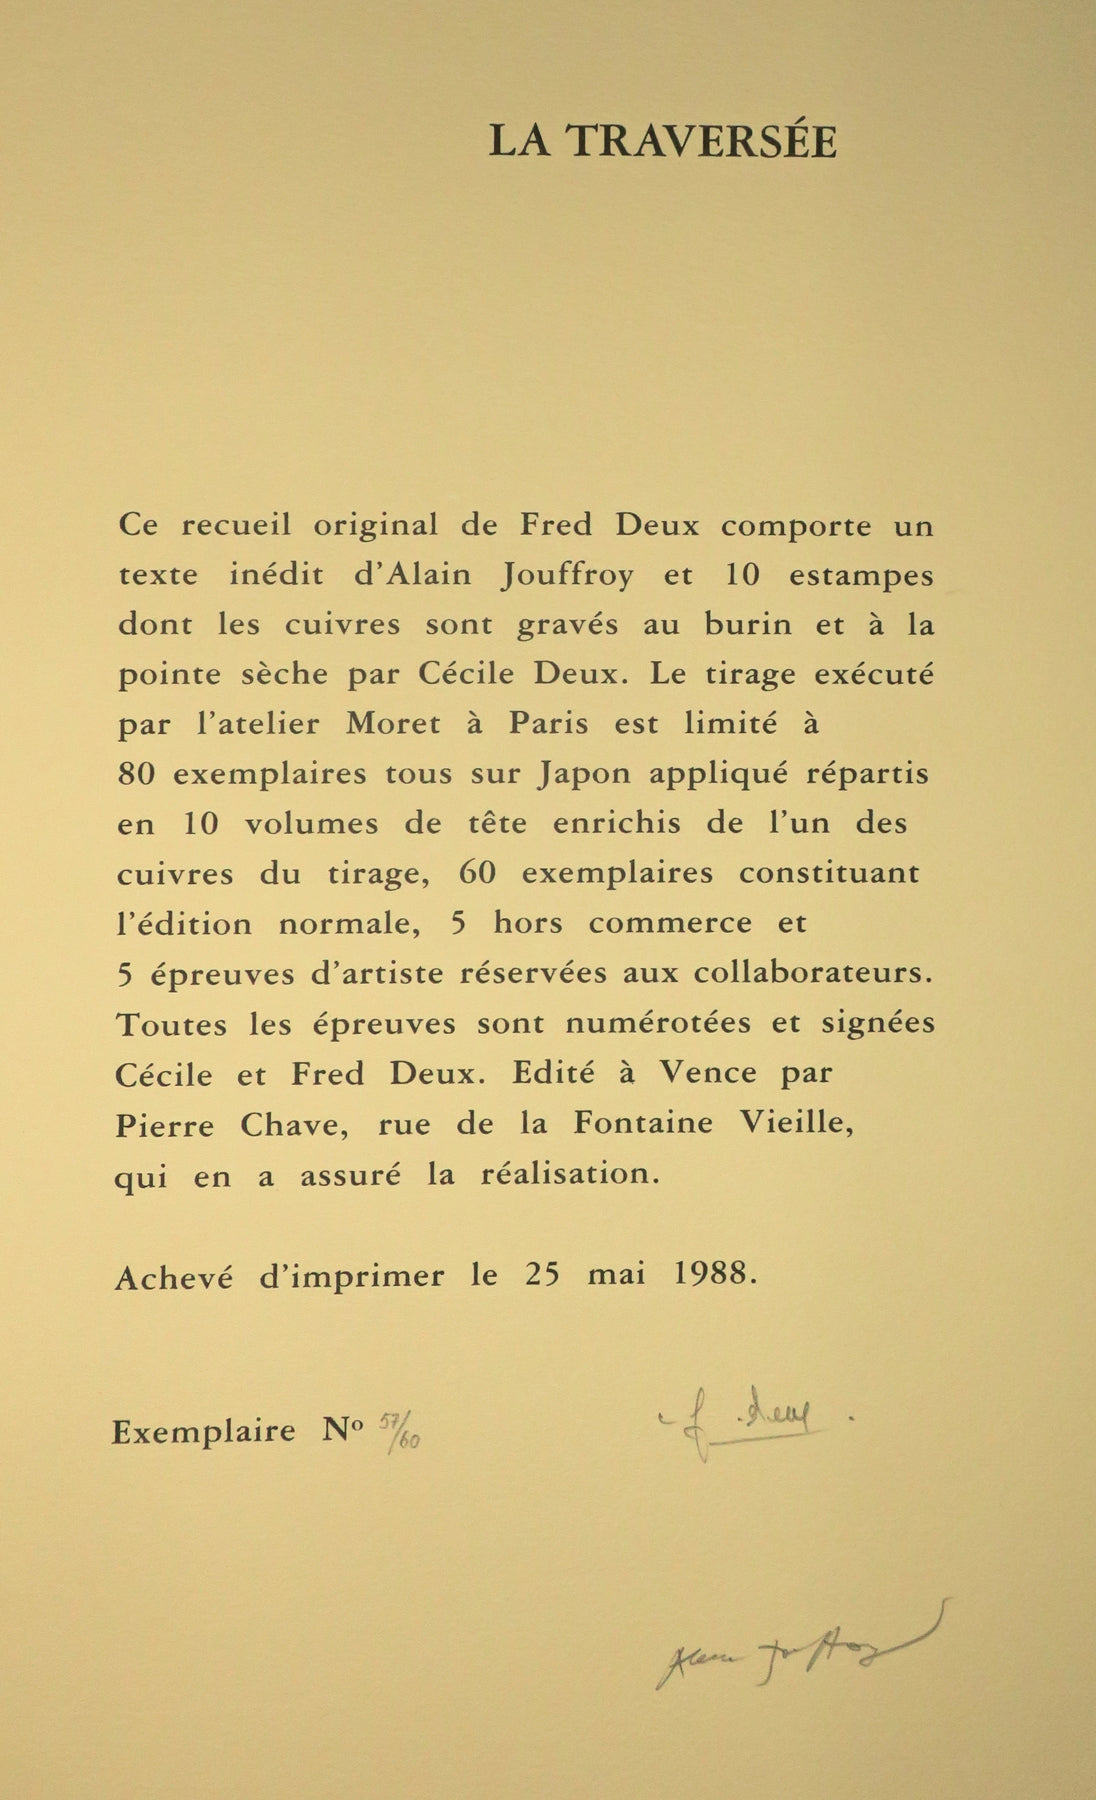 LA TRAVERSÉE
Ce recueil original de Fred Deux comporte un
texte inédit d'Alain Jouffroy et 10 estampes
dont les cuivres sont gravés au burin et à la
pointe sèche par Cécile Deux. Le tirage exécuté
par l'atelier Moret à Paris est limité à
80 exemplaires tous sur Japon appliqué répartis
en 10 volumes de tête enrichis de l'un des
cuivres du tirage, 60 exemplaires constituant
l'édition normale, 5 hors commerce et
5 épreuves d'artiste réservées aux collaborateurs.
Toutes les épreuves sont numérotées et signées
Cécile et Fred Deux. Edité à Vence par
Pierre Chave, rue de la Fontaine Vieille,
qui en a assuré la réalisation.
Achevé d'imprimer le 25 mai 1988.
Exemplaire Nº 57/60
f. deux.
Alain Jouffroy